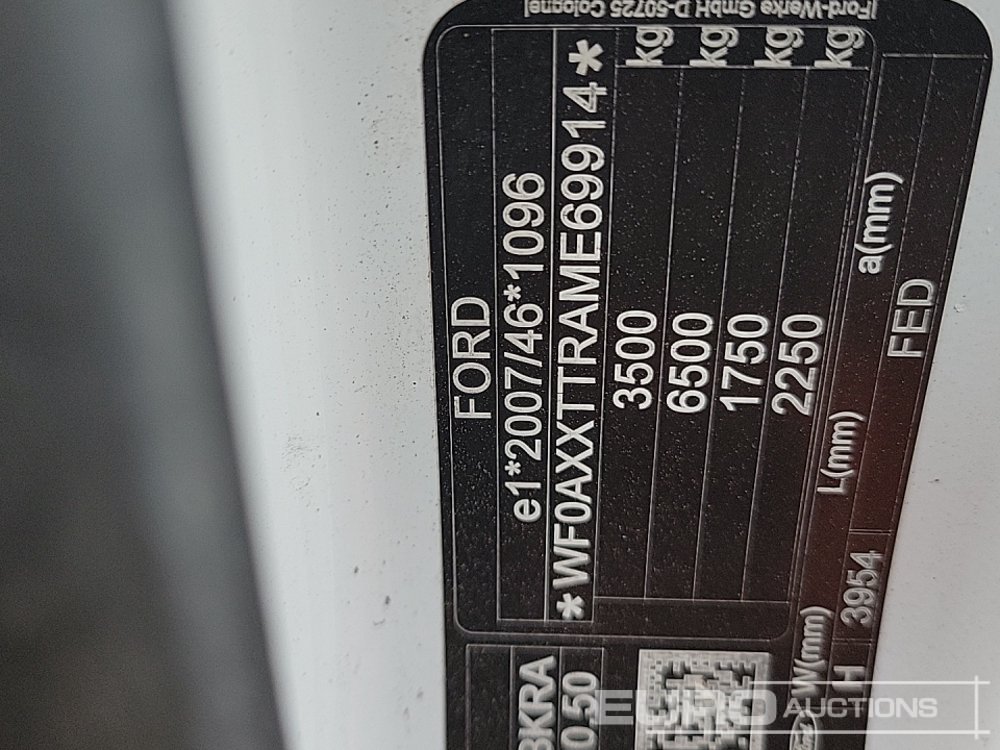 [Ford-Werke GmbH D-50725 Cologne]
FORD
e1*2007/46*1096
*WF0AXXTTRAME69914*
3500 kg
6500 kg
1750 kg
2250 kg
W(mm) L(mm) a(mm)
H 3954
FED
3KRA
0.50
Ford
EURO AUCTIONS